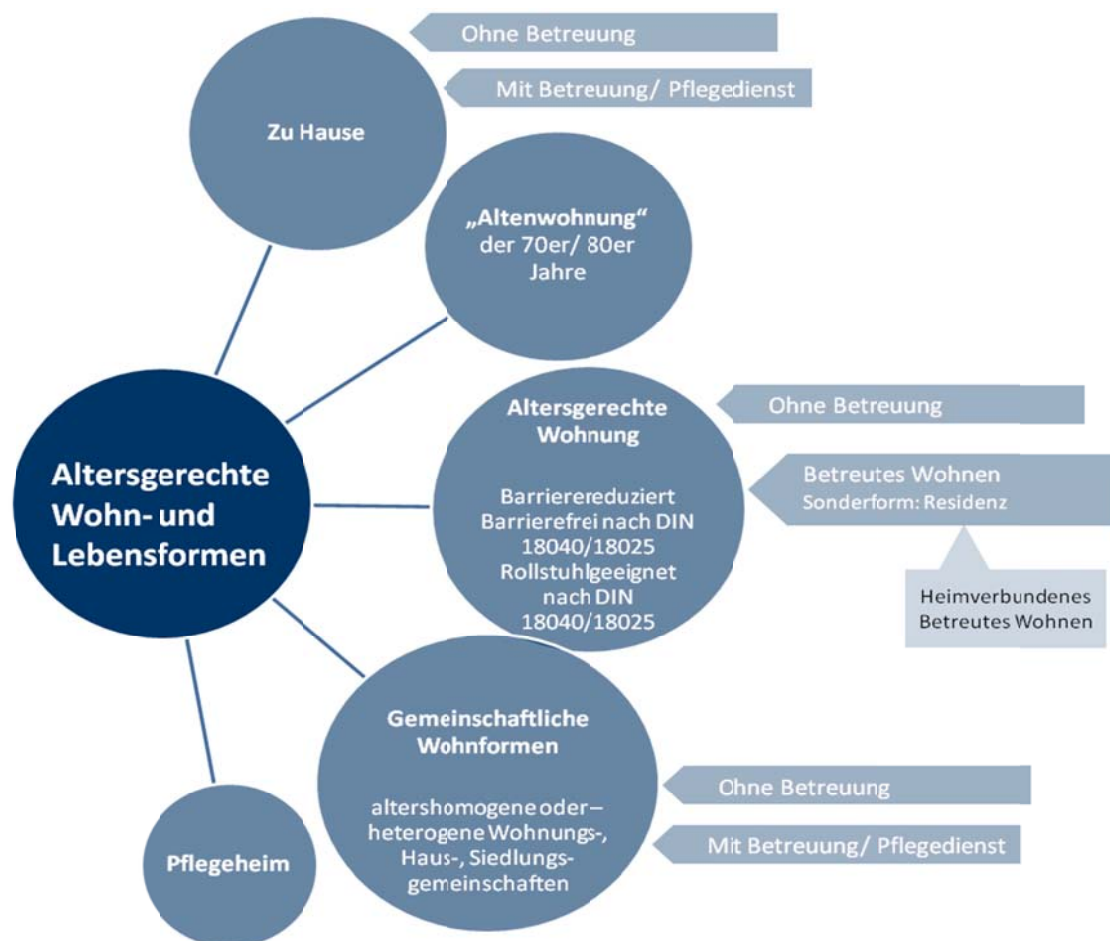 Ohne Betreuung
Mit Betreuung/ Pflegedienst
Zu Hause
„Altenwohnung“
der 70er/ 80er
Jahre
Altersgerechte
Wohn- und
Lebensformen
Altersgerechte
Wohnung
Barrierereduziert
Barrierefrei nach DIN
18040/18025
Rollstuhlgeeignet
nach DIN
18040/18025
Ohne Betreuung
Betreutes Wohnen
Sonderform: Residenz
Heimverbundenes
Betreutes Wohnen
Gemeinschaftliche
Wohnformen
altershomogene oder –
heterogene Wohnungs-,
Haus-, Siedlungs-
gemeinschaften
Ohne Betreuung
Mit Betreuung/ Pflegedienst
Pflegeheim